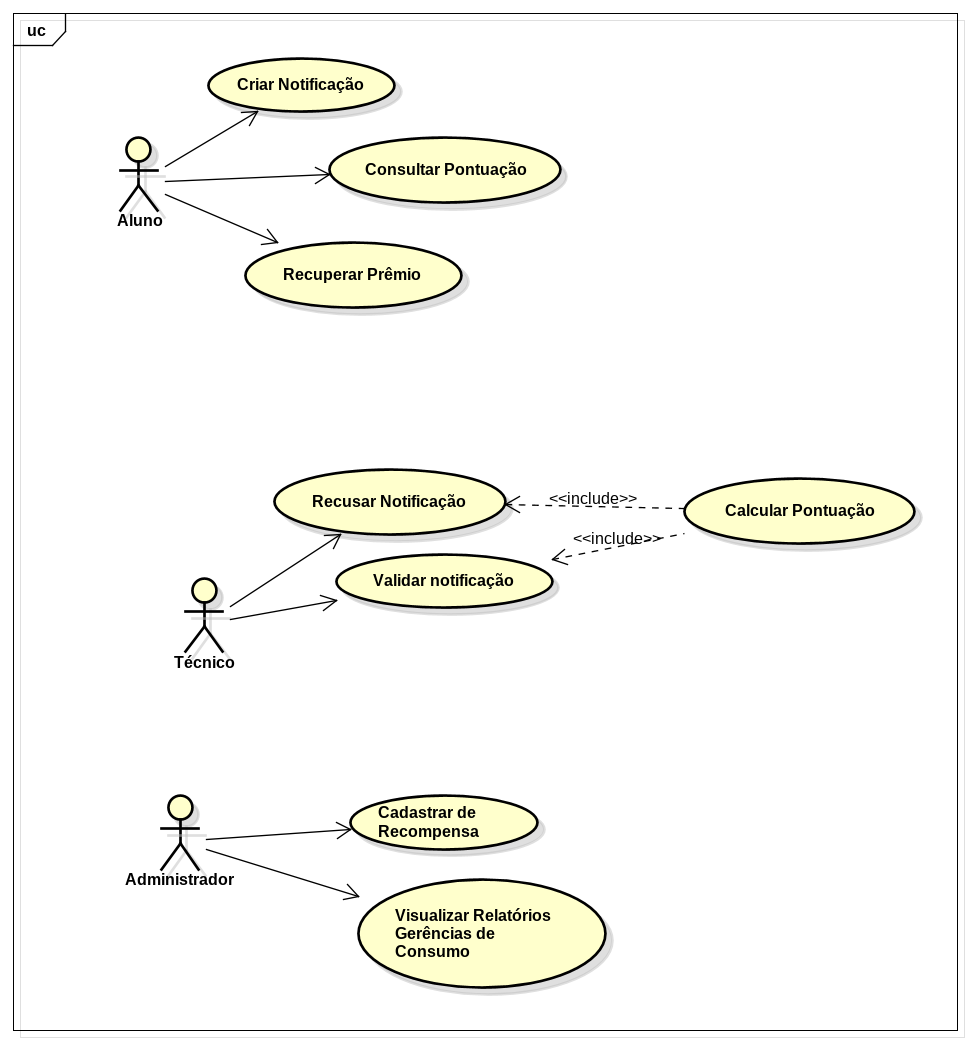 uc
Criar Notificação
Consultar Pontuação
Aluno
Recuperar Prêmio
Recusar Notificação
<<include>>
Calcular Pontuação
<<include>>
Validar notificação
Técnico
Cadastrar de
Recompensa
Administrador
Visualizar Relatórios
Gerências de
Consumo